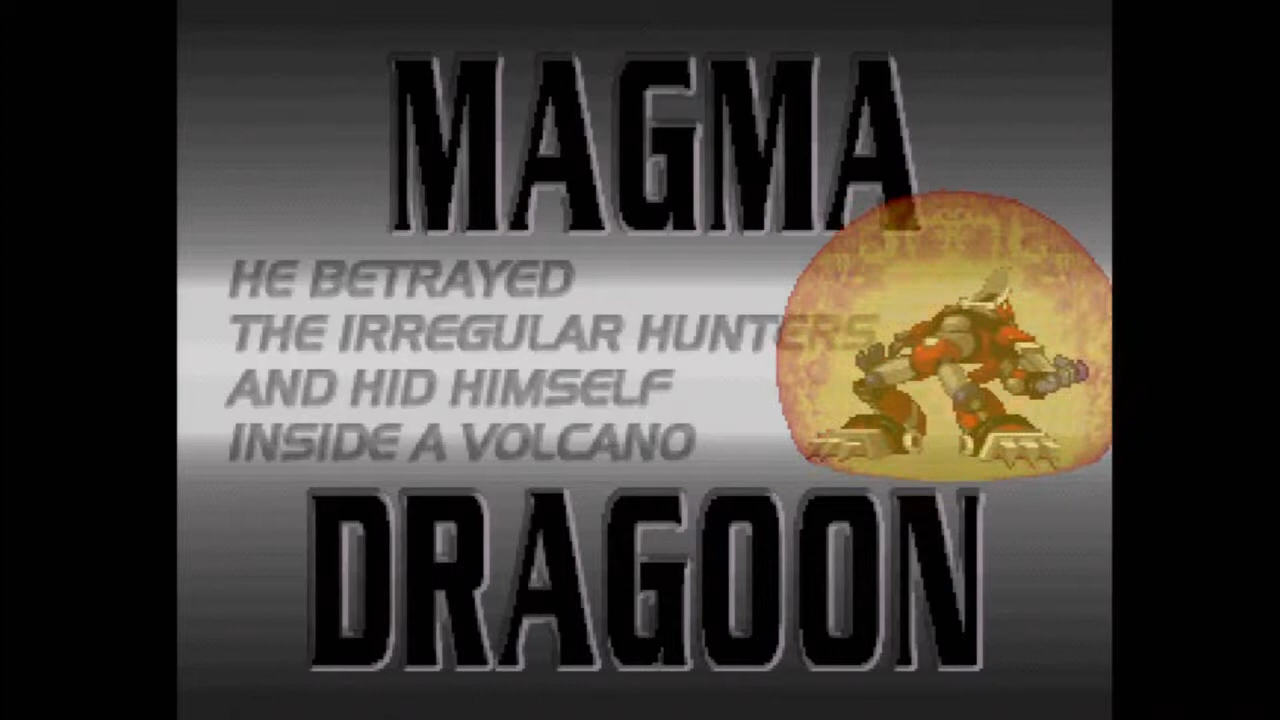 MAGMA
HE BETRAYED
THE IRREGULAR HUNTERS
AND HID HIMSELF
INSIDE A VOLCANO
DRAGOON